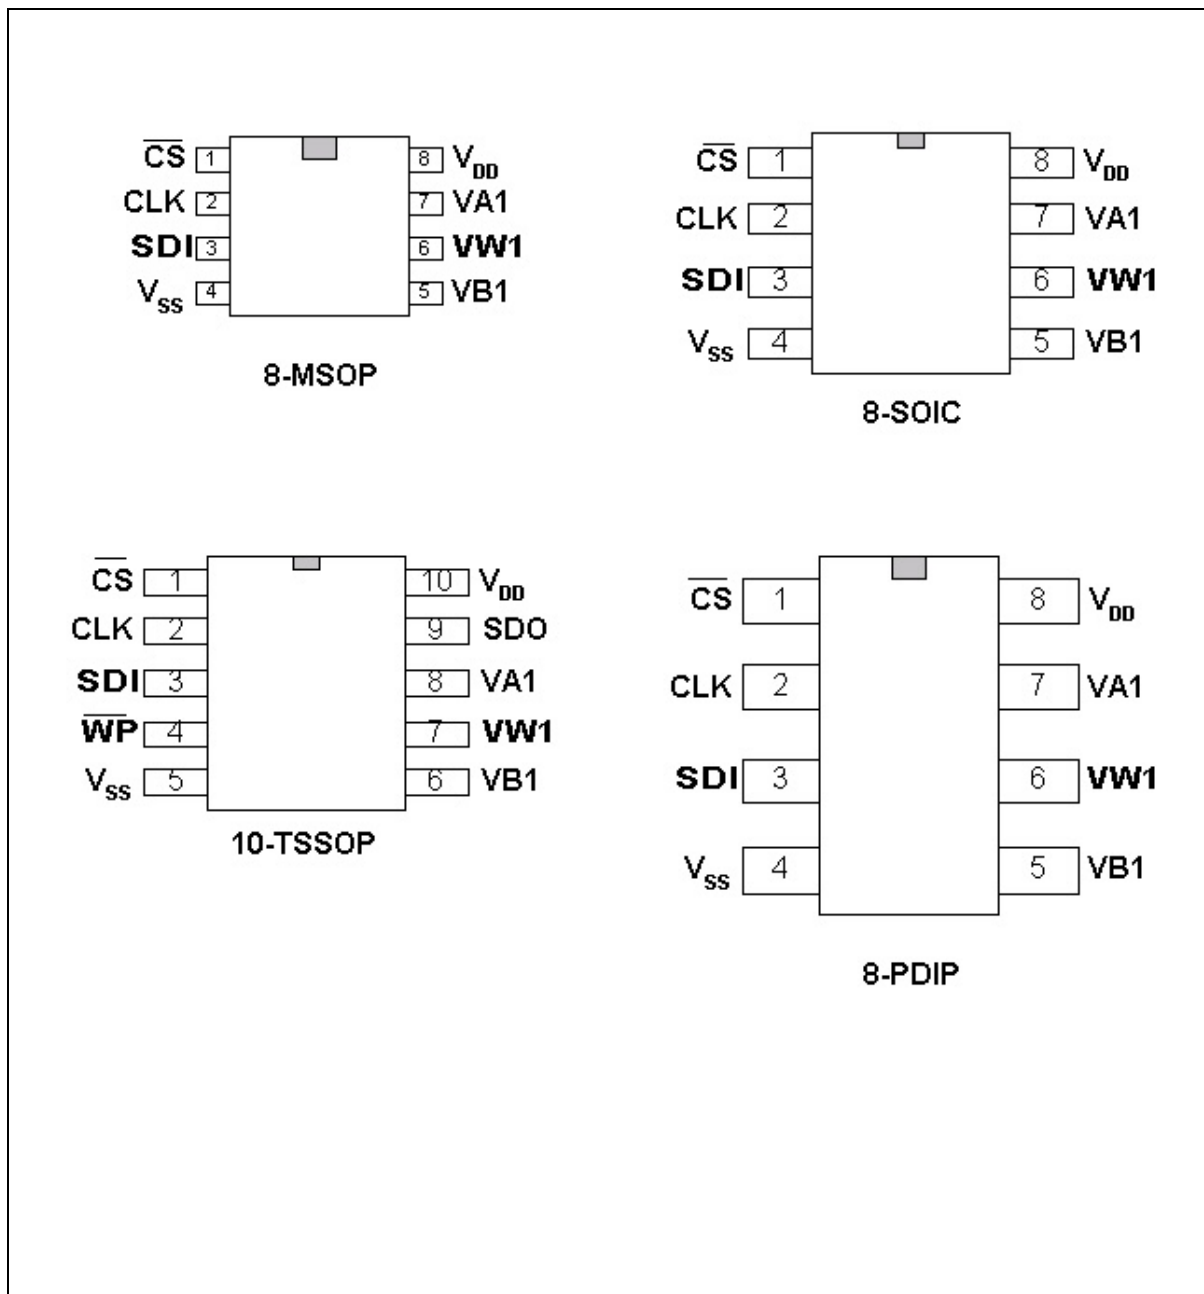 CS 1 8 VDD
CLK 2 7 VA1
SDI 3 6 VW1
VSS 4 5 VB1
8-MSOP
CS 1 8 VDD
CLK 2 7 VA1
SDI 3 6 VW1
VSS 4 5 VB1
8-SOIC
CS 1 10 VDD
CLK 2 9 SDO
SDI 3 8 VA1
WP 4 7 VW1
VSS 5 6 VB1
10-TSSOP
CS 1 8 VDD
CLK 2 7 VA1
SDI 3 6 VW1
VSS 4 5 VB1
8-PDIP